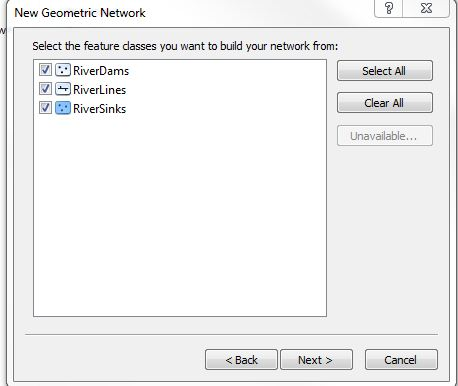 New Geometric Network
?
Select the feature classes you want to build your network from:
RiverDams
RiverLines
RiverSinks
Select All
Clear All
Unavailable...
< Back
Next >
Cancel